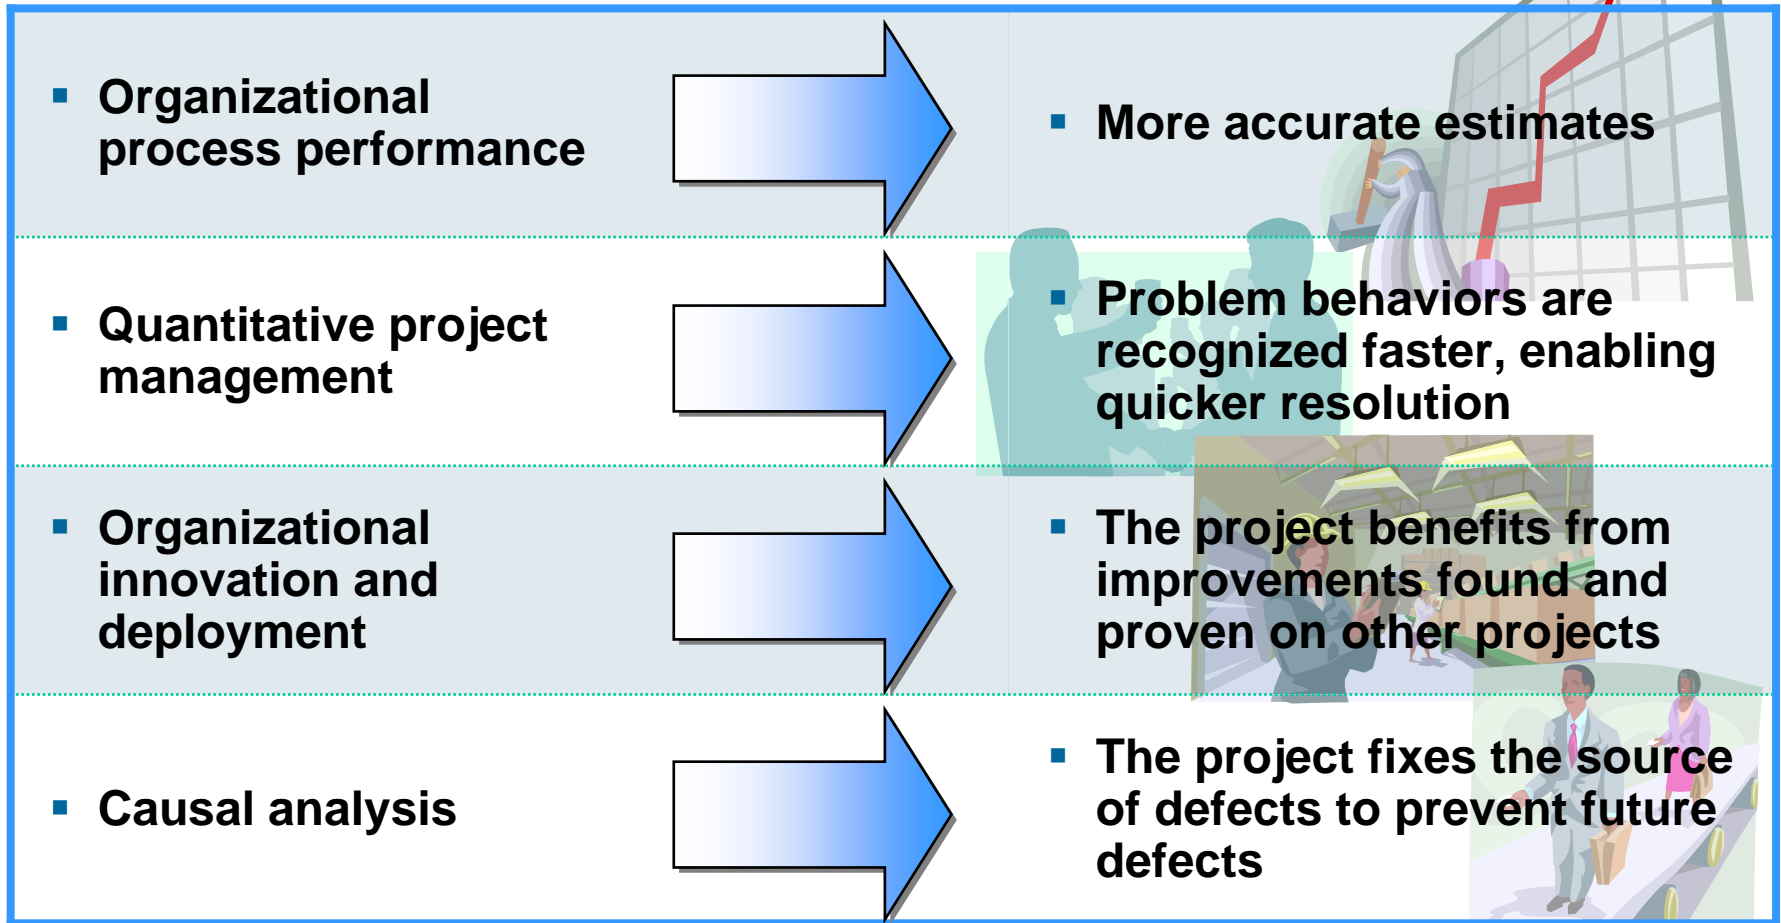 Organizational
process performance
More accurate estimates
Quantitative project
management
Problem behaviors are
recognized faster, enabling
quicker resolution
Organizational
innovation and
deployment
The project benefits from
improvements found and
proven on other projects
Causal analysis
The project fixes the source
of defects to prevent future
defects